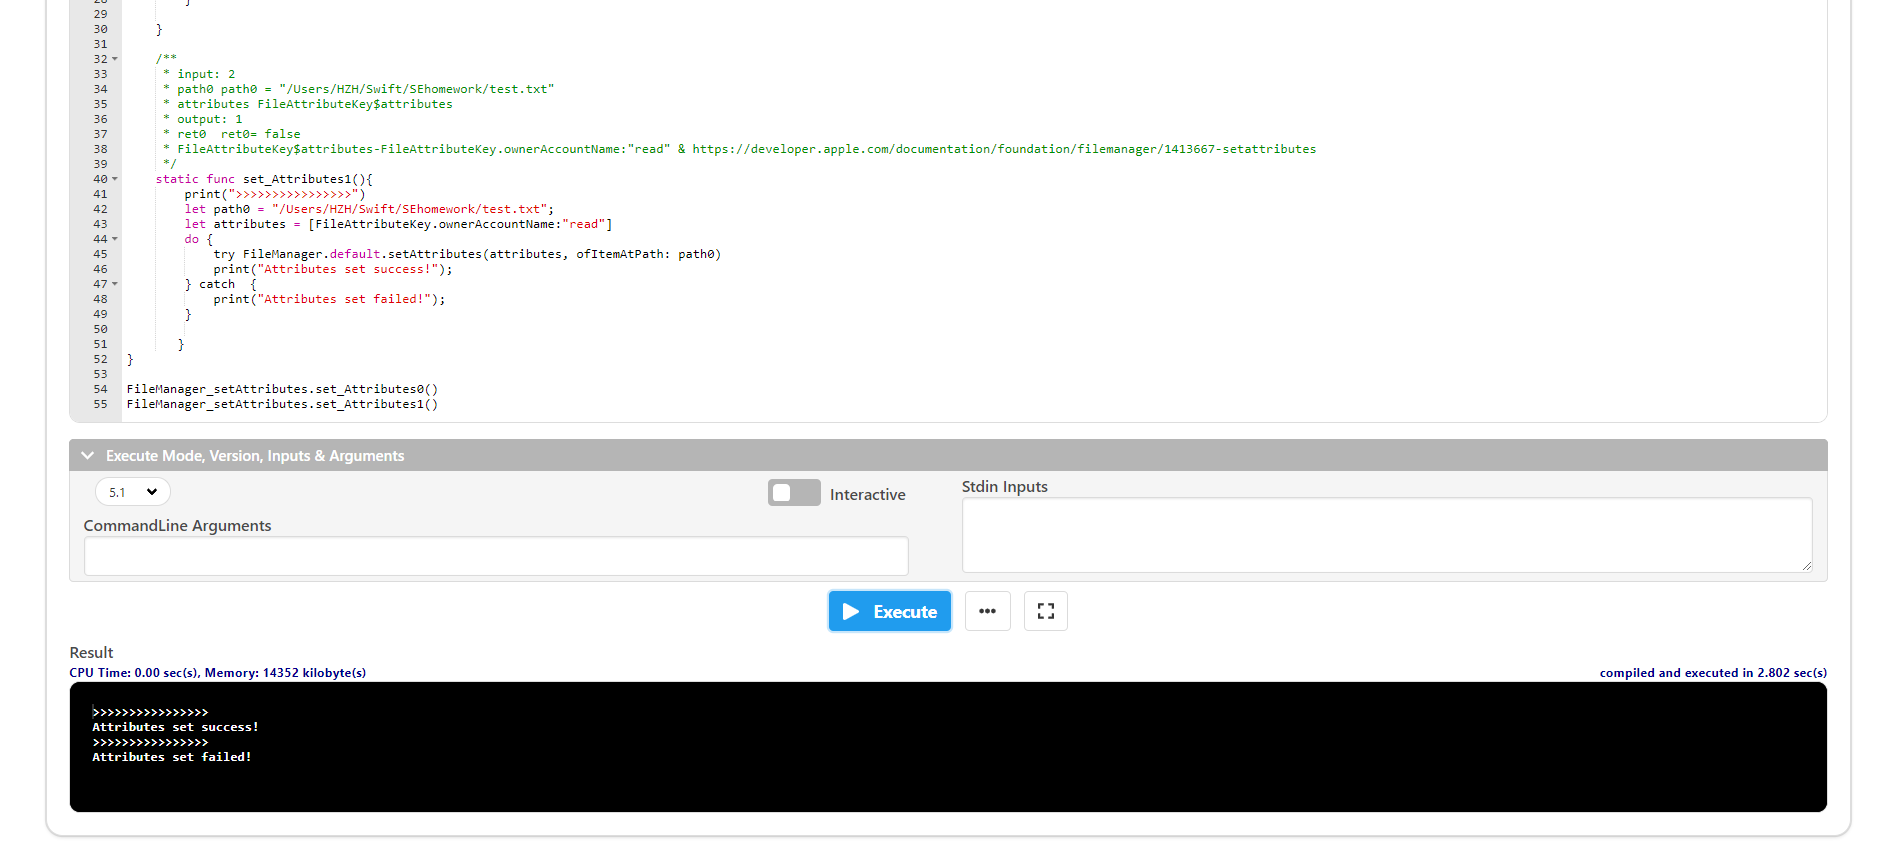 28 }
29
30 }
31
32 /**
33 * input: 2
34 * path0 path0 = "/Users/HZH/Swift/SEhomework/test.txt"
35 * attributes FileAttributeKey$attributes
36 * output: 1
37 * ret0  ret0= false
38 * FileAttributeKey$attributes-FileAttributeKey.ownerAccountName:"read" & https://developer.apple.com/documentation/foundation/filemanager/1413667-setattributes
39 */
40 static func set_Attributes1(){
41 print(">>>>>>>>>>>>>>>>")
42 let path0 = "/Users/HZH/Swift/SEhomework/test.txt";
43 let attributes = [FileAttributeKey.ownerAccountName:"read"]
44 do {
45 try FileManager.default.setAttributes(attributes, ofItemAtPath: path0)
46 print("Attributes set success!");
47 } catch  {
48 print("Attributes set failed!");
49 }
50
51 }
52 }
53
54 FileManager_setAttributes.set_Attributes0()
55 FileManager_setAttributes.set_Attributes1()
Execute Mode, Version, Inputs & Arguments
5.1
Interactive
Stdin Inputs
CommandLine Arguments
Execute
Result
CPU Time: 0.00 sec(s), Memory: 14352 kilobyte(s)
compiled and executed in 2.802 sec(s)
>>>>>>>>>>>>>>>>
Attributes set success!
>>>>>>>>>>>>>>>>
Attributes set failed!